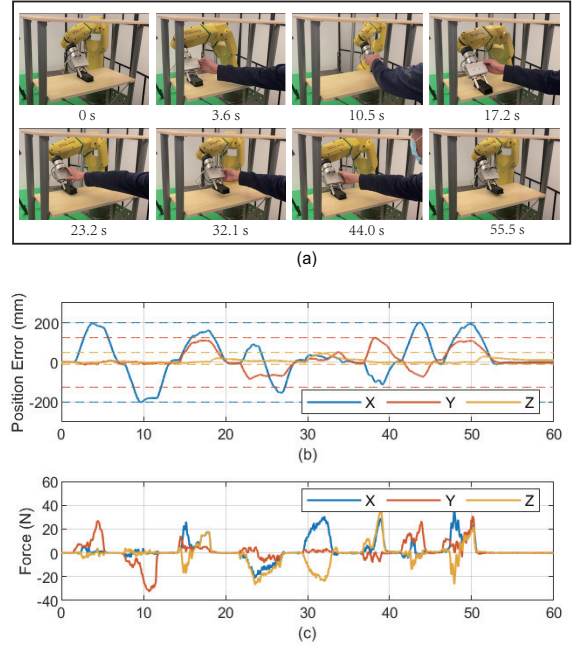 0 s 3.6 s 10.5 s 17.2 s
23.2 s 32.1 s 44.0 s 55.5 s
(a)
Position Error (mm)
200
0
-200
X Y Z
0 10 20 30 40 50 60
(b)
Force (N)
60
40
20
0
-20
-40
X Y Z
0 10 20 30 40 50 60
(c)